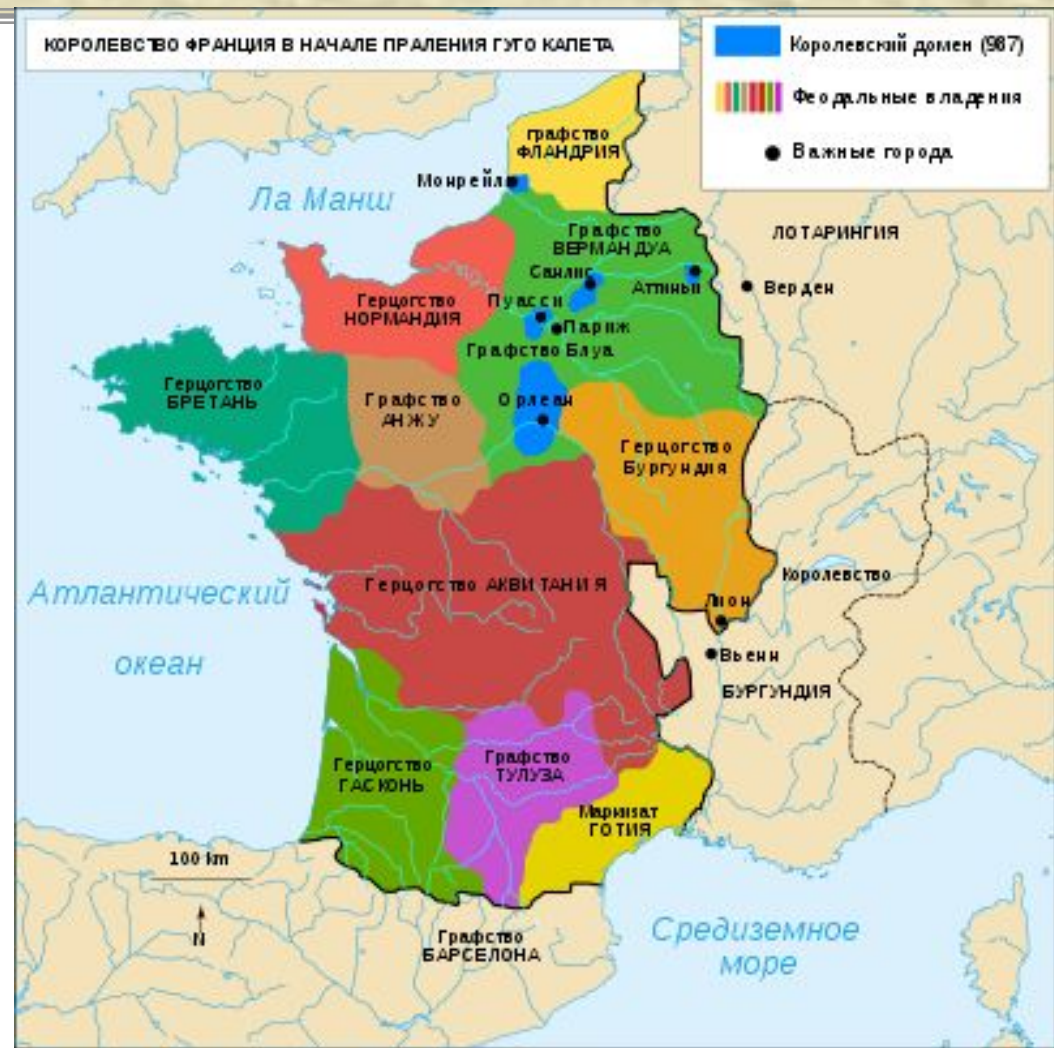 КОРОЛЕВСТВО ФРАНЦИЯ В НАЧАЛЕ ПРАЛЕНИЯ ГУГО КАПЕТА
Королевский домен (987)
Феодальные владения
Важные города
графство
ФЛАНДРИЯ
Монрейль
Ла Манш
Графство
ВЕРМАНДУА
ЛОТАРИНГИЯ
Санлис
Аттиньи
Верден
Герцогство
НОРМАНДИЯ
Пуасси
Париж
Графство Блуа
Герцогство
БРЕТАНЬ
Графство
АНЖУ
Орлеан
Герцогство
Бургундия
Атлантический
океан
Герцогство АКВИТАНИЯ
Королевство
Лион
Вьенн
БУРГУНДИЯ
Герцогство
ГАСКОНЬ
Графство
ТУЛУЗА
Маркизат
ГОТИЯ
100 km
N
Графство
БАРСЕЛОНА
Средиземное
море